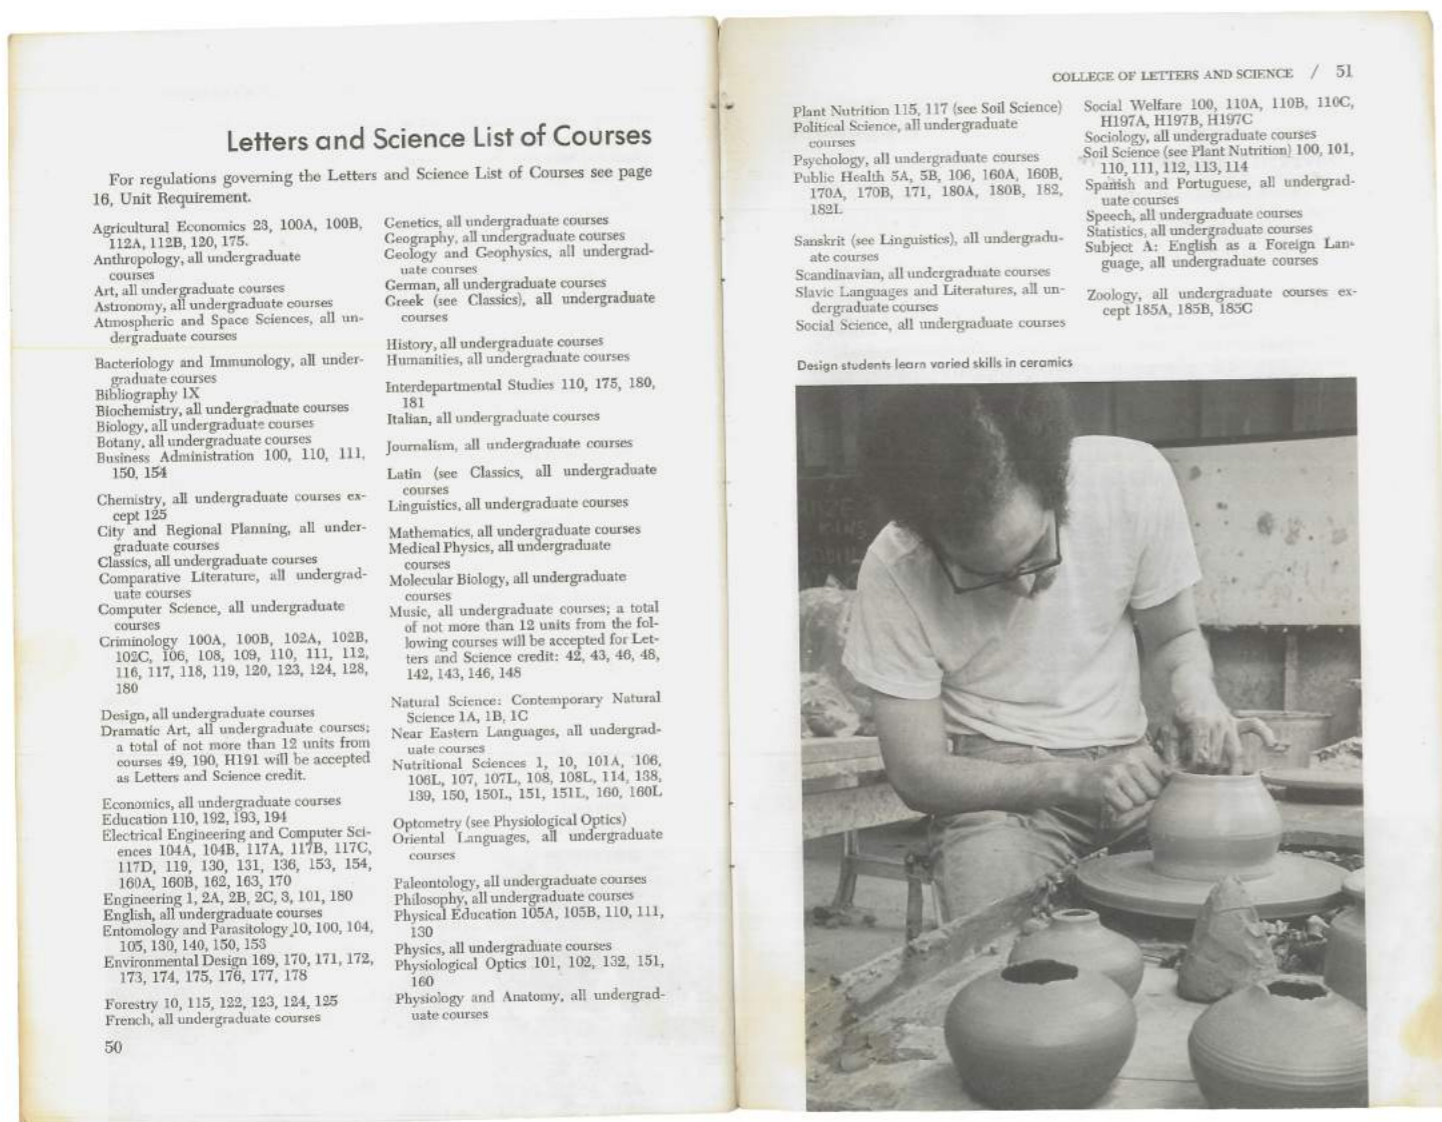 Letters and Science List of Courses
For regulations governing the Letters and Science List of Courses see page
16, Unit Requirement.
Agricultural Economics 23, 100A, 100B,
112A, 112B, 120, 175.
Anthropology, all undergraduate
courses
Art, all undergraduate courses
Astronomy, all undergraduate courses
Atmospheric and Space Sciences, all un-
dergraduate courses
Bacteriology and Immunology, all under-
graduate courses
Bibliography 1X
Biochemistry, all undergraduate courses
Biology, all undergraduate courses
Botany, all undergraduate courses
Business Administration 100, 110, 111,
150, 154
Chemistry, all undergraduate courses ex-
cept 125
City and Regional Planning, all under-
graduate courses
Classics, all undergraduate courses
Comparative Literature, all undergrad-
uate courses
Computer Science, all undergraduate
courses
Criminology 100A, 100B, 102A, 102B,
102C, 106, 108, 109, 110, 111, 112,
116, 117, 118, 119, 120, 123, 124, 128,
180
Design, all undergraduate courses
Dramatic Art, all undergraduate courses;
a total of not more than 12 units from
courses 49, 190, H191 will be accepted
as Letters and Science credit.
Economics, all undergraduate courses
Education 110, 192, 193, 194
Electrical Engineering and Computer Sci-
ences 104A, 104B, 117A, 117B, 117C,
117D, 119, 130, 131, 136, 153, 154,
160A, 160B, 162, 163, 170
Engineering 1, 2A, 2B, 2C, 3, 101, 180
English, all undergraduate courses
Entomology and Parasitology 10, 100, 104,
105, 130, 140, 150, 153
Environmental Design 169, 170, 171, 172,
173, 174, 175, 176, 177, 178
Forestry 10, 115, 122, 123, 124, 125
French, all undergraduate courses
50
Genetics, all undergraduate courses
Geography, all undergraduate courses
Geology and Geophysics, all undergrad-
uate courses
German, all undergraduate courses
Greek (see Classics), all undergraduate
courses
History, all undergraduate courses
Humanities, all undergraduate courses
Interdepartmental Studies 110, 175, 180,
181
Italian, all undergraduate courses
Journalism, all undergraduate courses
Latin (see Classics, all undergraduate
courses
Linguistics, all undergraduate courses
Mathematics, all undergraduate courses
Medical Physics, all undergraduate
courses
Molecular Biology, all undergraduate
courses
Music, all undergraduate courses; a total
of not more than 12 units from the fol-
lowing courses will be accepted for Let-
ters and Science credit: 42, 43, 46, 48,
142, 143, 146, 148
Natural Science: Contemporary Natural
Science 1A, 1B, 1C
Near Eastern Languages, all undergrad-
uate courses
Nutritional Sciences 1, 10, 101A, 106,
106L, 107, 107L, 108, 108L, 114, 138,
139, 150, 150L, 151, 151L, 160, 160L
Optometry (see Physiological Optics)
Oriental Languages, all undergraduate
courses
Paleontology, all undergraduate courses
Philosophy, all undergraduate courses
Physical Education 105A, 105B, 110, 111,
130
Physics, all undergraduate courses
Physiological Optics 101, 102, 132, 151,
160
Physiology and Anatomy, all undergrad-
uate courses
COLLEGE OF LETTERS AND SCIENCE / 51
Plant Nutrition 115, 117 (see Soil Science)
Political Science, all undergraduate
courses
Psychology, all undergraduate courses
Public Health 5A, 5B, 106, 160A, 160B,
170A, 170B, 171, 180A, 180B, 182,
182L
Sanskrit (see Linguistics), all undergradu-
ate courses
Scandinavian, all undergraduate courses
Slavic Languages and Literatures, all un-
dergraduate courses
Social Science, all undergraduate courses
Social Welfare 100, 110A, 110B, 110C,
H197A, H197B, H197C
Sociology, all undergraduate courses
Soil Science (see Plant Nutrition) 100, 101,
110, 111, 112, 113, 114
Spanish and Portuguese, all undergrad-
uate courses
Speech, all undergraduate courses
Statistics, all undergraduate courses
Subject A: English as a Foreign Lan-
guage, all undergraduate courses
Zoology, all undergraduate courses ex-
cept 185A, 185B, 185C
Design students learn varied skills in ceramics